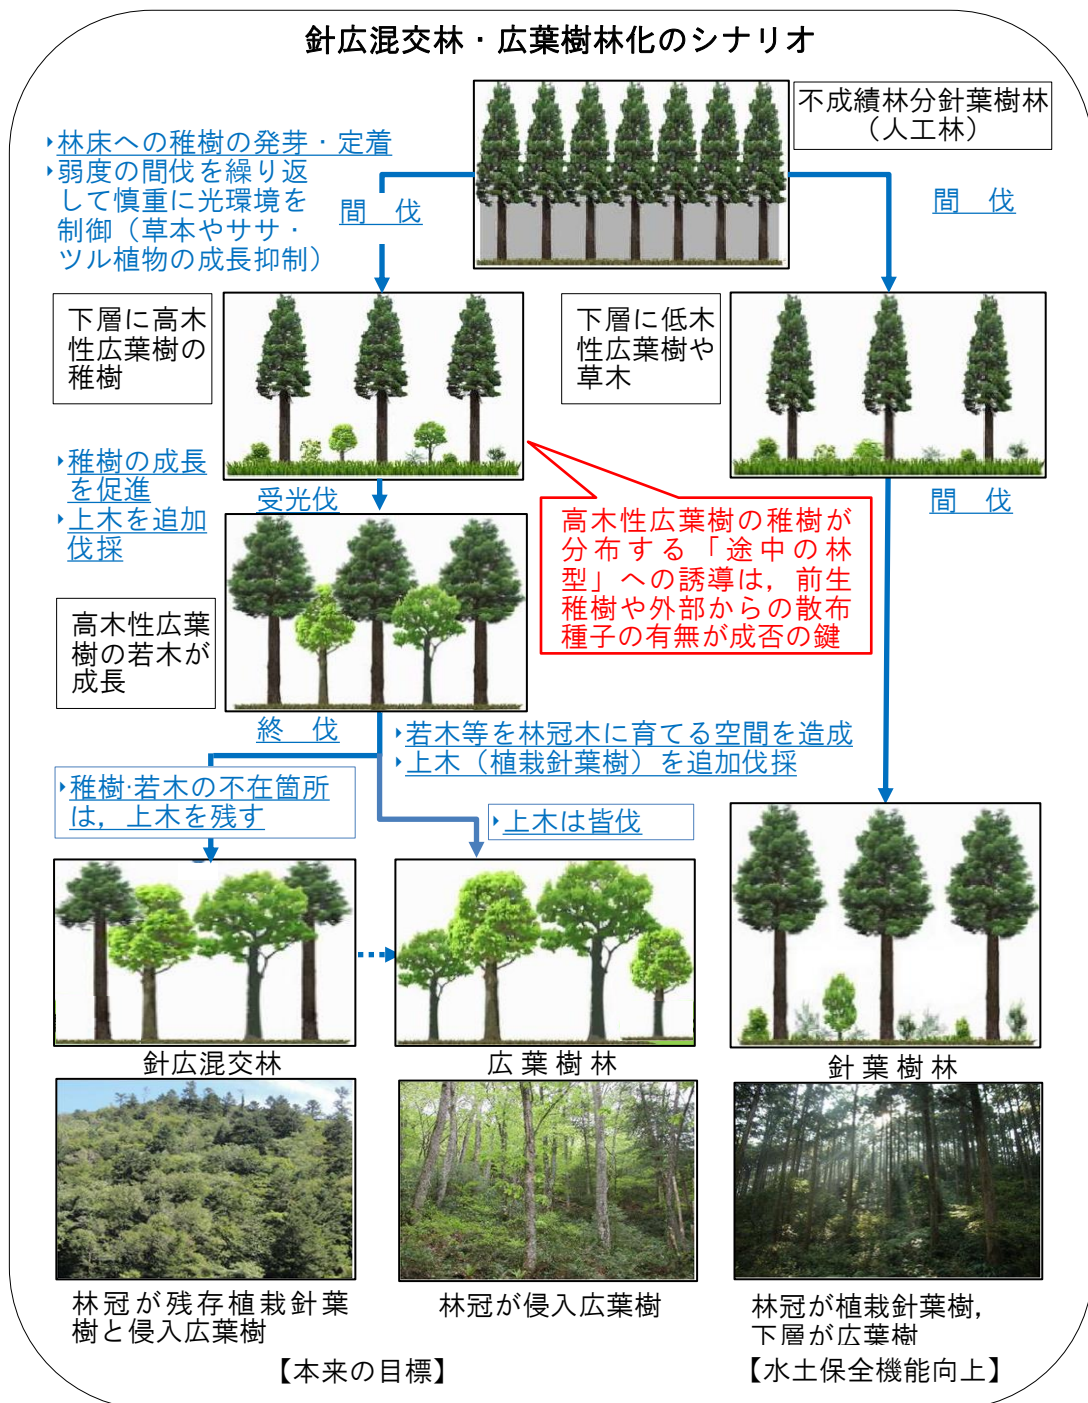 針広混交林・広葉樹林化のシナリオ
不成績林分針葉樹林
（人工林）
‣林床への稚樹の発芽・定着
‣弱度の間伐を繰り返
して慎重に光環境を
制御（草本やササ・
ツル植物の成長抑制）
間　伐
間　伐
下層に高木
性広葉樹の
稚樹
下層に低木
性広葉樹や
草木
‣稚樹の成長
を促進
‣上木を追加
伐採
受光伐
間　伐
高木性広葉樹の稚樹が
分布する「途中の林
型」への誘導は，前生
稚樹や外部からの散布
種子の有無が成否の鍵
高木性広葉
樹の若木が
成長
終　伐
‣若木等を林冠木に育てる空間を造成
‣上木（植栽針葉樹）を追加伐採
‣稚樹･若木の不在箇所
は，上木を残す
‣上木は皆伐
針広混交林
広葉樹林
針葉樹林
林冠が残存植栽針葉
樹と侵入広葉樹
林冠が侵入広葉樹
林冠が植栽針葉樹，
下層が広葉樹
【本来の目標】
【水土保全機能向上】